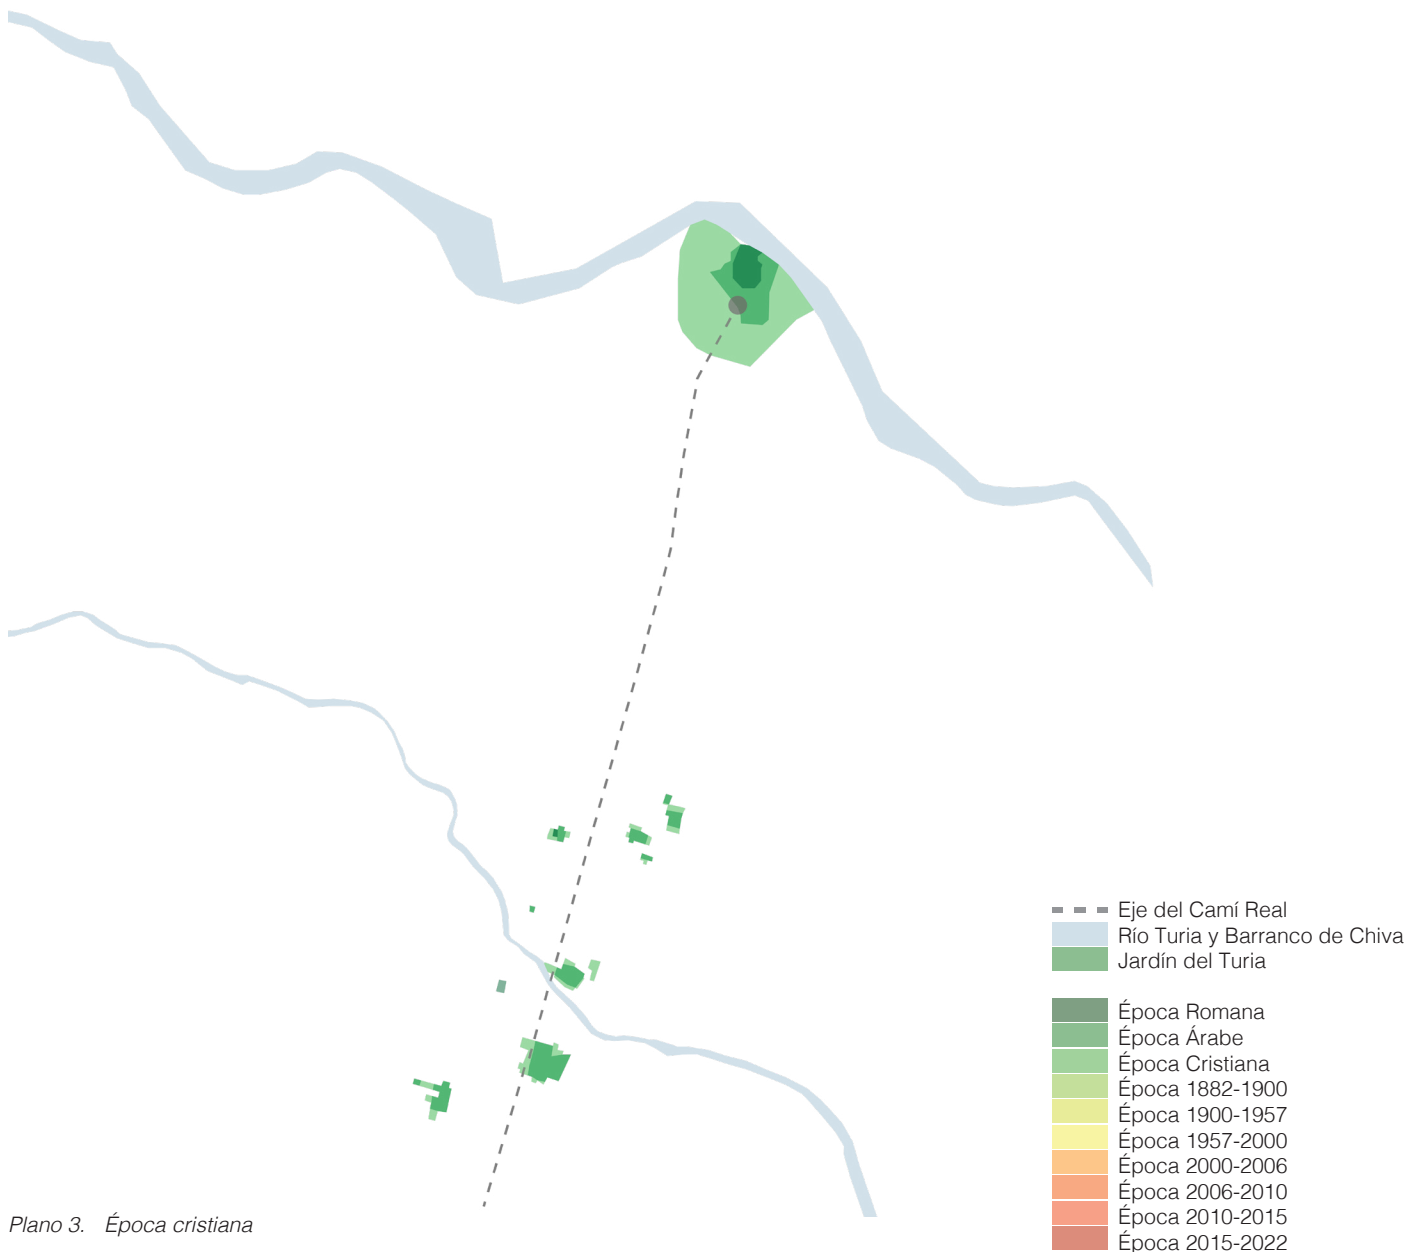 Eje del Camí Real
Río Turia y Barranco de Chiva
Jardín del Turia
Época Romana
Época Árabe
Época Cristiana
Época 1882-1900
Época 1900-1957
Época 1957-2000
Época 2000-2006
Época 2006-2010
Época 2010-2015
Época 2015-2022
Plano 3. Época cristiana